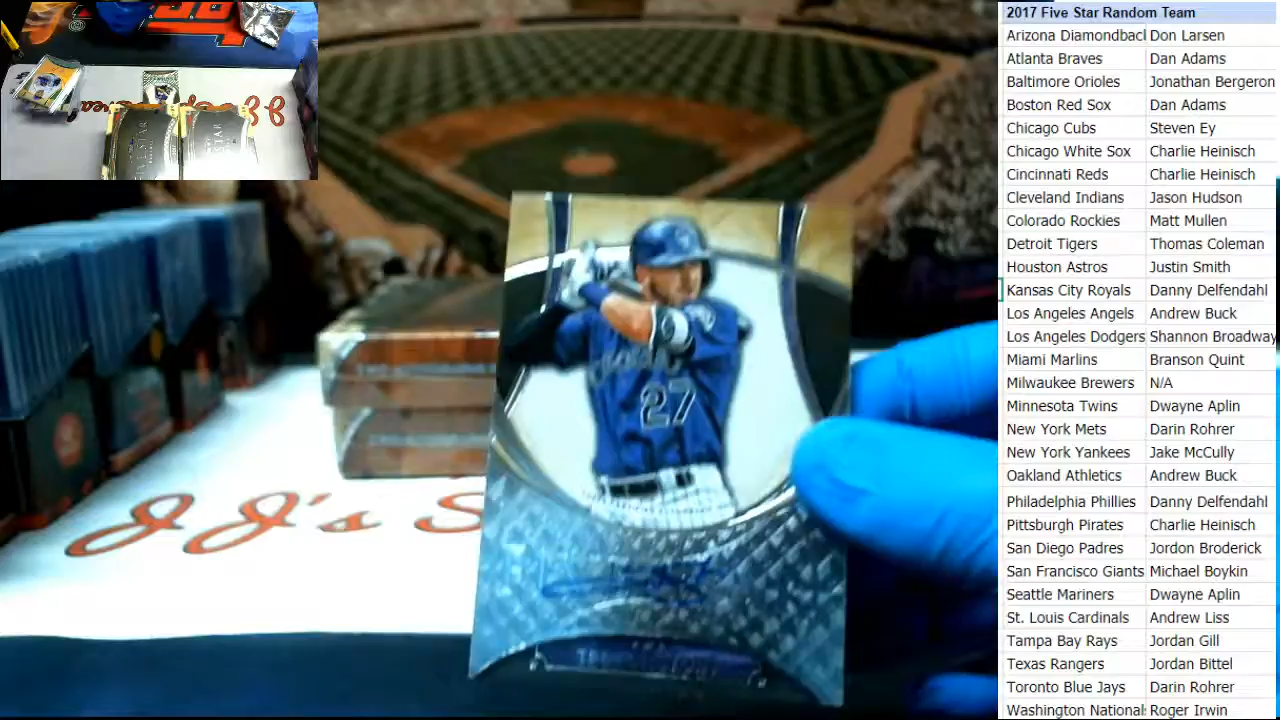 2017 Five Star Random Team
Arizona Diamondbacl Don Larsen
Atlanta Braves Dan Adams
Baltimore Orioles Jonathan Bergeron
Boston Red Sox Dan Adams
Chicago Cubs Steven Ey
Chicago White Sox Charlie Heinisch
Cincinnati Reds Charlie Heinisch
Cleveland Indians Jason Hudson
Colorado Rockies Matt Mullen
Detroit Tigers Thomas Coleman
Houston Astros Justin Smith
Kansas City Royals Danny Delfendahl
Los Angeles Angels Andrew Buck
Los Angeles Dodgers Shannon Broadway
Miami Marlins Branson Quint
Milwaukee Brewers N/A
Minnesota Twins Dwayne Aplin
New York Mets Darin Rohrer
New York Yankees Jake McCully
Oakland Athletics Andrew Buck
Philadelphia Phillies Danny Delfendahl
Pittsburgh Pirates Charlie Heinisch
San Diego Padres Jordon Broderick
San Francisco Giants Michael Boykin
Seattle Mariners Dwayne Aplin
St. Louis Cardinals Andrew Liss
Tampa Bay Rays Jordan Gill
Texas Rangers Jordan Bittel
Toronto Blue Jays Darin Rohrer
Washington National Roger Irwin
27
JJ's S